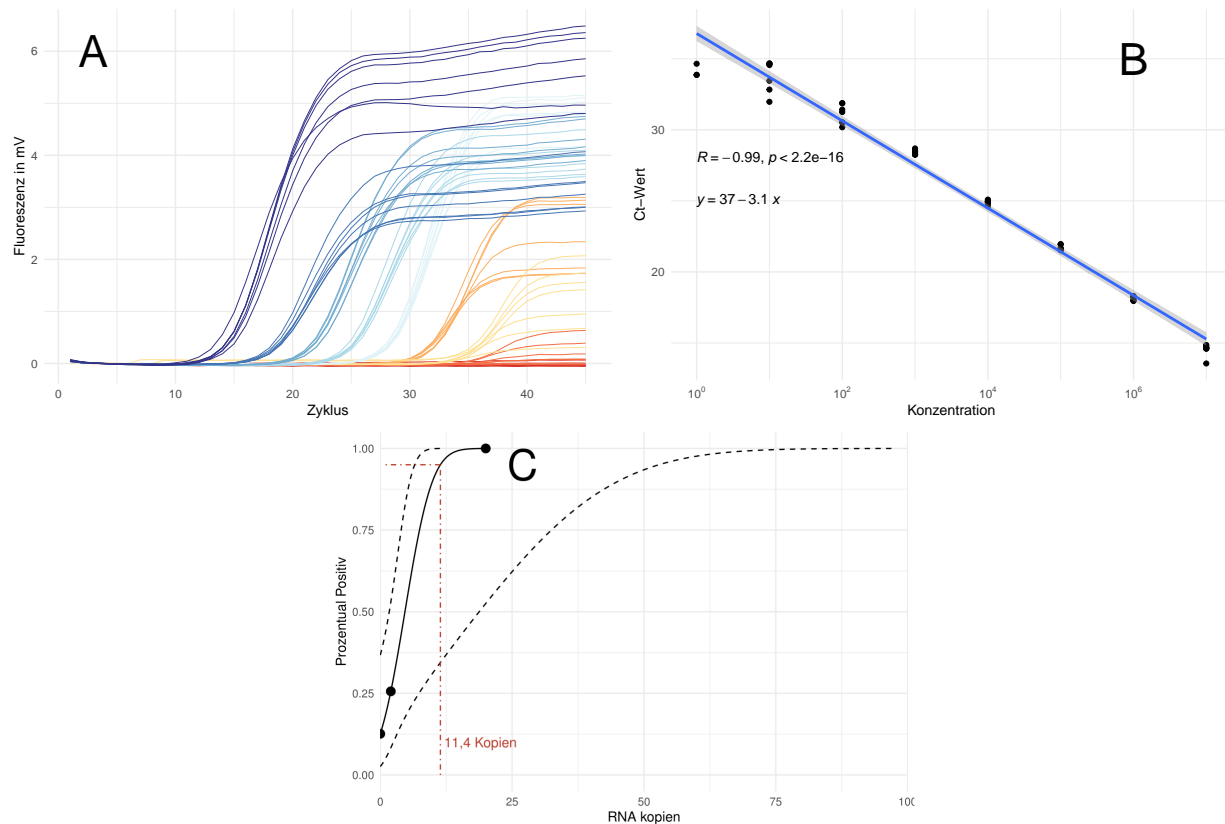 A
Fluoreszenz in mV
6
4
2
0
0
10
20
30
40
Zyklus
B
Ct−Wert
30
20
R = −0.99, p < 2.2e−16
y = 37 − 3.1 x
10^0
10^2
10^4
10^6
Konzentration
C
Prozentual Positiv
1.00
0.75
0.50
0.25
0.00
11,4 Kopien
0
25
50
75
100
RNA kopien